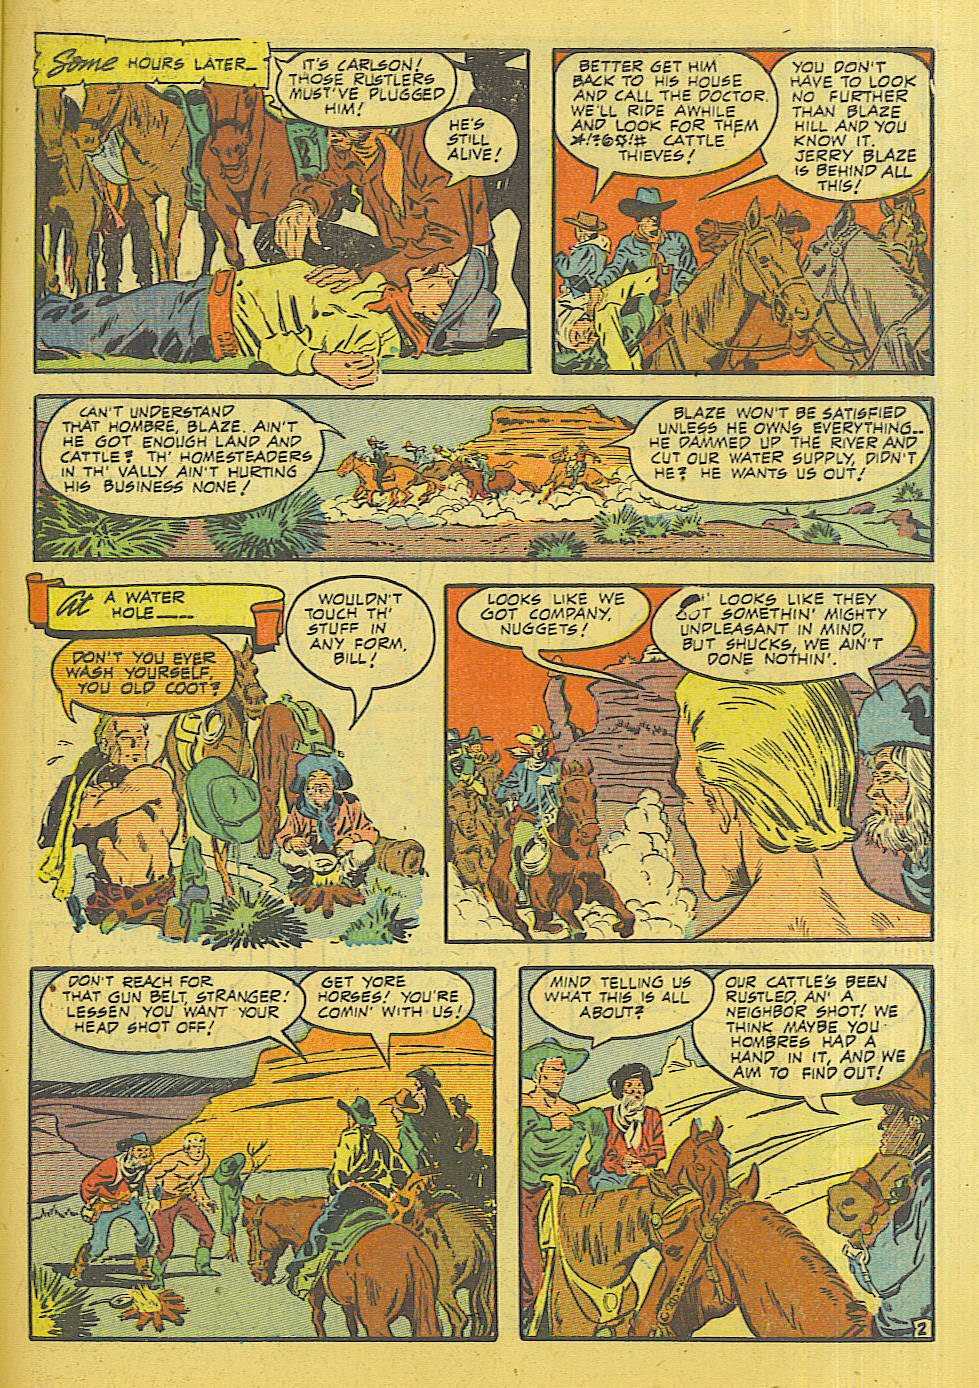 Some HOURS LATER_
IT'S CARLSON!
THOSE RUSTLERS
MUST'VE PLUGGED
HIM!
HE'S
STILL
ALIVE!
BETTER GET HIM
BACK TO HIS HOUSE
AND CALL THE DOCTOR.
WE'LL RIDE AWHILE
AND LOOK FOR THEM
CATTLE
THIEVES!
YOU DON'T
HAVE TO LOOK
NO FURTHER
THAN BLAZE
HILL AND YOU
KNOW IT.
JERRY BLAZE
IS BEHIND ALL
THIS!
CAN'T UNDERSTAND
THAT HOMBRE, BLAZE. AIN'T
HE GOT ENOUGH LAND AND
CATTLE? TH' HOMESTEADERS
IN TH' VALLY AIN'T HURTING
HIS BUSINESS NONE!
BLAZE WON'T BE SATISFIED
UNLESS HE OWNS EVERYTHING--
HE DAMMED UP THE RIVER AND
CUT OUR WATER SUPPLY, DIDN'T
HE? HE WANTS US OUT!
At A WATER
HOLE____
DON'T YOU EVER
WASH YOURSELF,
YOU OLD COOT?
WOULDN'T
TOUCH TH'
STUFF IN
ANY FORM,
BILL!
LOOKS LIKE WE
GOT COMPANY,
NUGGETS!
LOOKS LIKE THEY
GOT SOMETHIN' MIGHTY
UNPLEASANT IN MIND,
BUT SHUCKS, WE AIN'T
DONE NOTHIN'.
DON'T REACH FOR
THAT GUN BELT, STRANGER!
LESSEN YOU WANT YOUR
HEAD SHOT OFF!
GET YORE
HORSES! YOU'RE
COMIN' WITH US!
MIND TELLING US
WHAT THIS IS ALL
ABOUT?
OUR CATTLE'S BEEN
RUSTLED, AN' A
NEIGHBOR SHOT! WE
THINK MAYBE YOU
HOMBRES HAD A
HAND IN IT, AND WE
AIM TO FIND OUT!
2